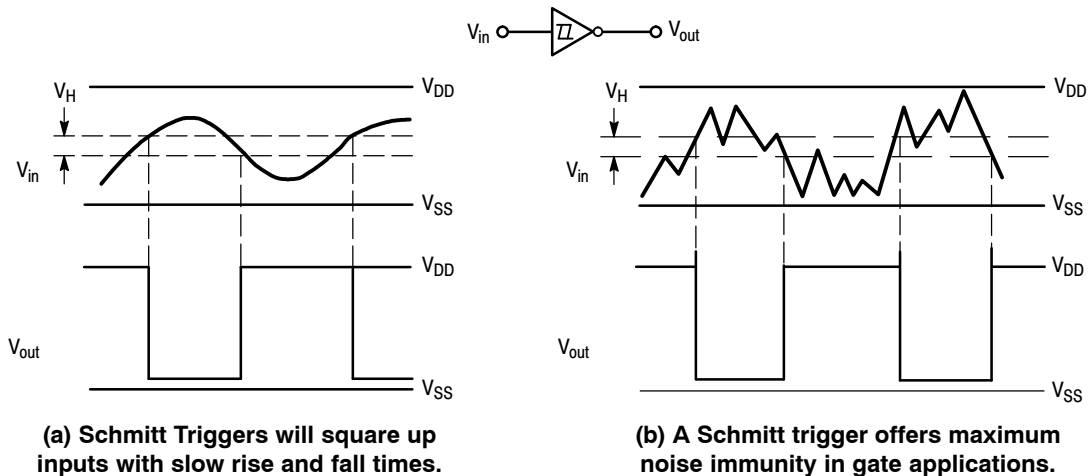 Vin Vout
VH
VDD
Vin
VSS
VDD
Vout
VSS
(a) Schmitt Triggers will square up
inputs with slow rise and fall times.
VH
VDD
Vin
VSS
VDD
Vout
VSS
(b) A Schmitt trigger offers maximum
noise immunity in gate applications.